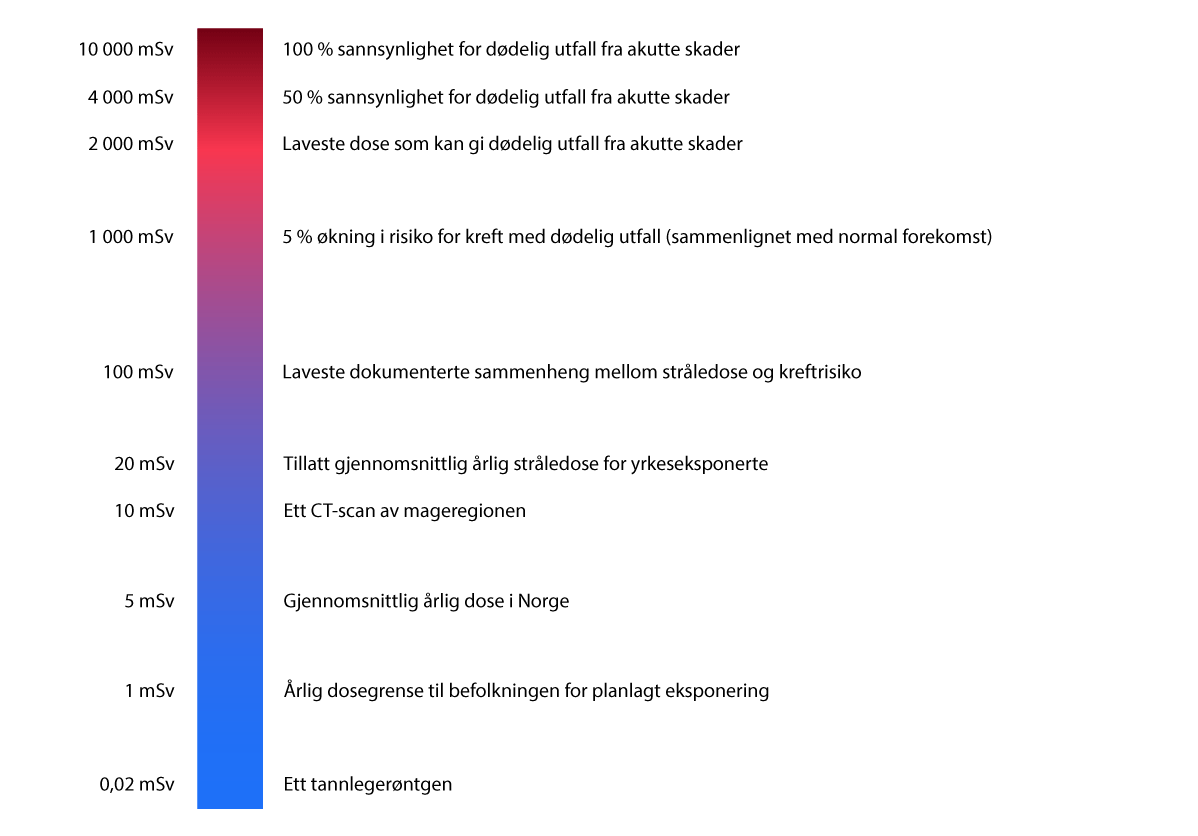 10 000 mSv 100 % sannsynlighet for dødelig utfall fra akutte skader
4 000 mSv 50 % sannsynlighet for dødelig utfall fra akutte skader
2 000 mSv Laveste dose som kan gi dødelig utfall fra akutte skader
1 000 mSv 5 % økning i risiko for kreft med dødelig utfall (sammenlignet med normal forekomst)
100 mSv Laveste dokumenterte sammenheng mellom stråledose og kreftrisiko
20 mSv Tillatt gjennomsnittlig årlig stråledose for yrkeseksponerte
10 mSv Ett CT-scan av mageregionen
5 mSv Gjennomsnittlig årlig dose i Norge
1 mSv Årlig dosegrense til befolkningen for planlagt eksponering
0,02 mSv Ett tannlegerøntgen